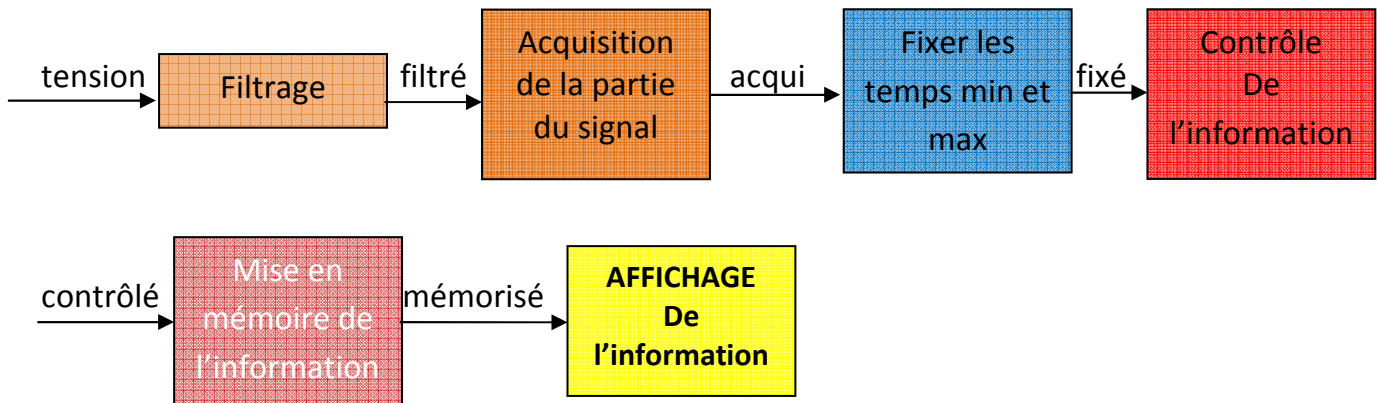 tension
Filtrage
filtré
Acquisition
de la partie
du signal
acqui
Fixer les
temps min et
max
fixé
Contrôle
De
l’information
contrôlé
Mise en
mémoire de
l’information
mémorisé
AFFICHAGE
De
l’information